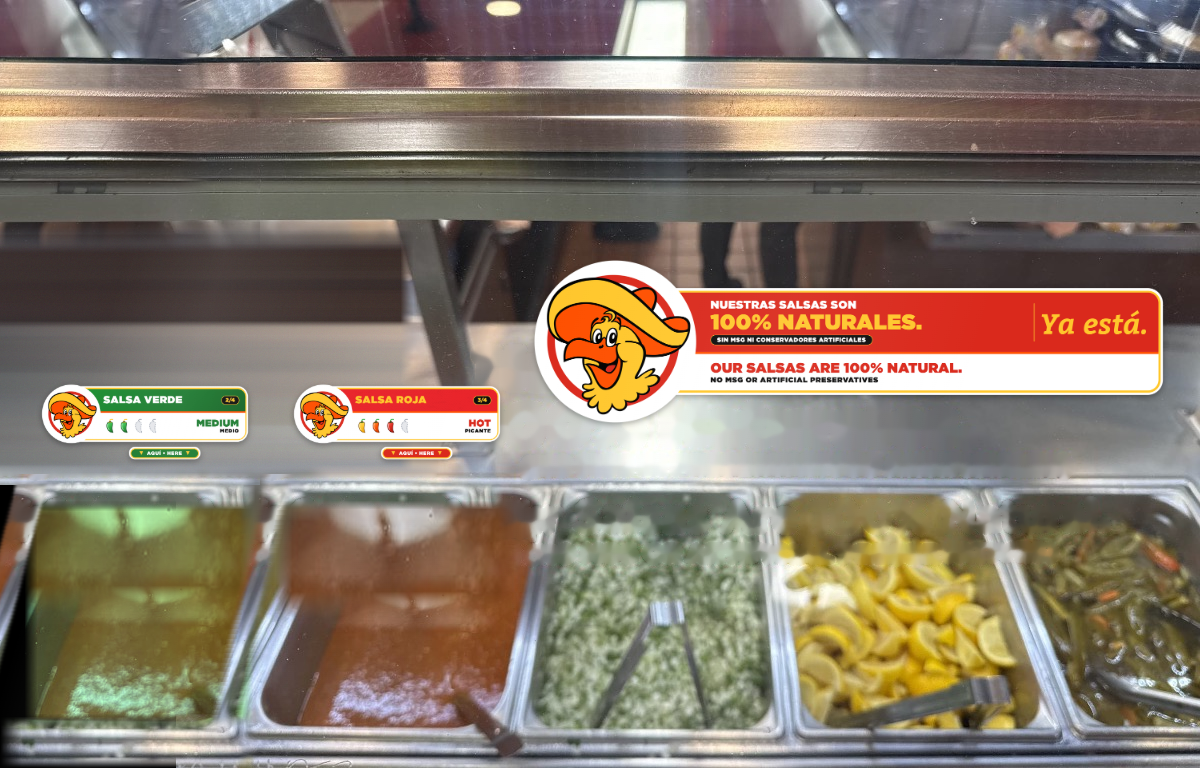 NUESTRAS SALSAS SON
100% NATURALES.
SIN MSG NI CONSERVADORES ARTIFICIALES
Ya está.
OUR SALSAS ARE 100% NATURAL.
NO MSG OR ARTIFICIAL PRESERVATIVES
SALSA VERDE
2/4
MEDIUM
MEDIO
AQUÍ • HERE
SALSA ROJA
3/4
HOT
PICANTE
AQUÍ • HERE